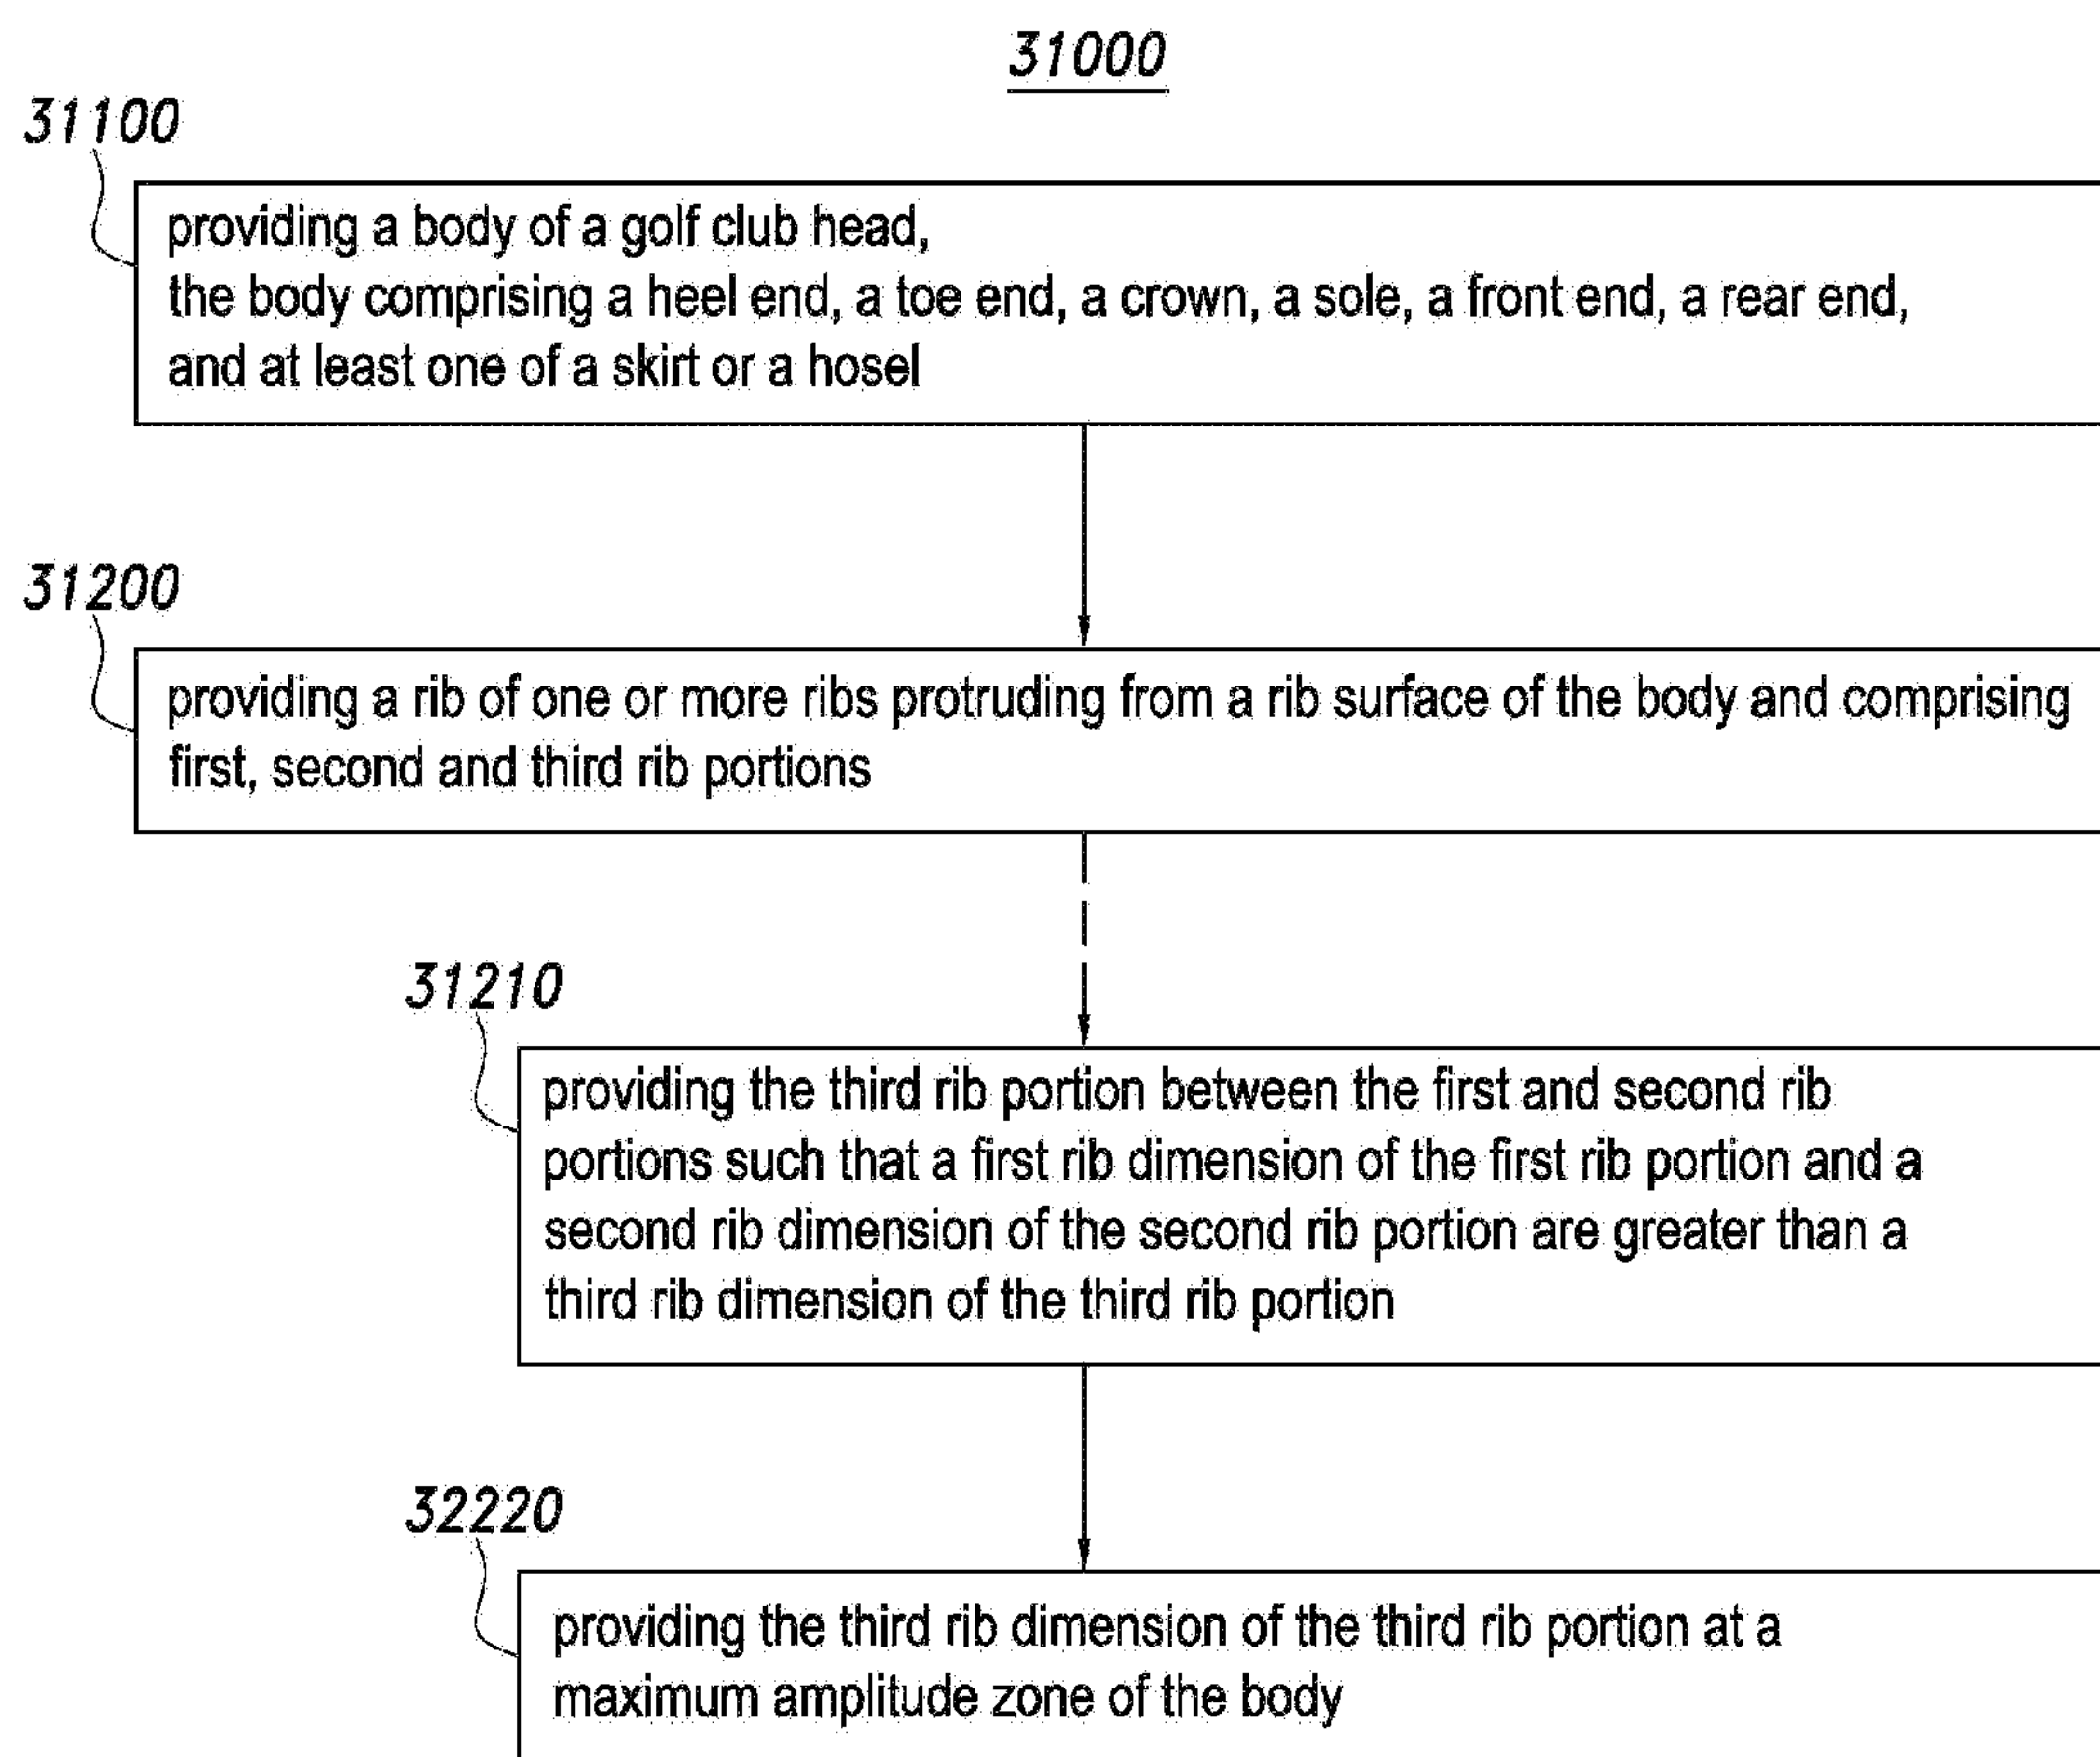 31000
31100
providing a body of a golf club head,
the body comprising a heel end, a toe end, a crown, a sole, a front end, a rear end,
and at least one of a skirt or a hosel
31200
providing a rib of one or more ribs protruding from a rib surface of the body and comprising
first, second and third rib portions
31210
providing the third rib portion between the first and second rib
portions such that a first rib dimension of the first rib portion and a
second rib dimension of the second rib portion are greater than a
third rib dimension of the third rib portion
32220
providing the third rib dimension of the third rib portion at a
maximum amplitude zone of the body